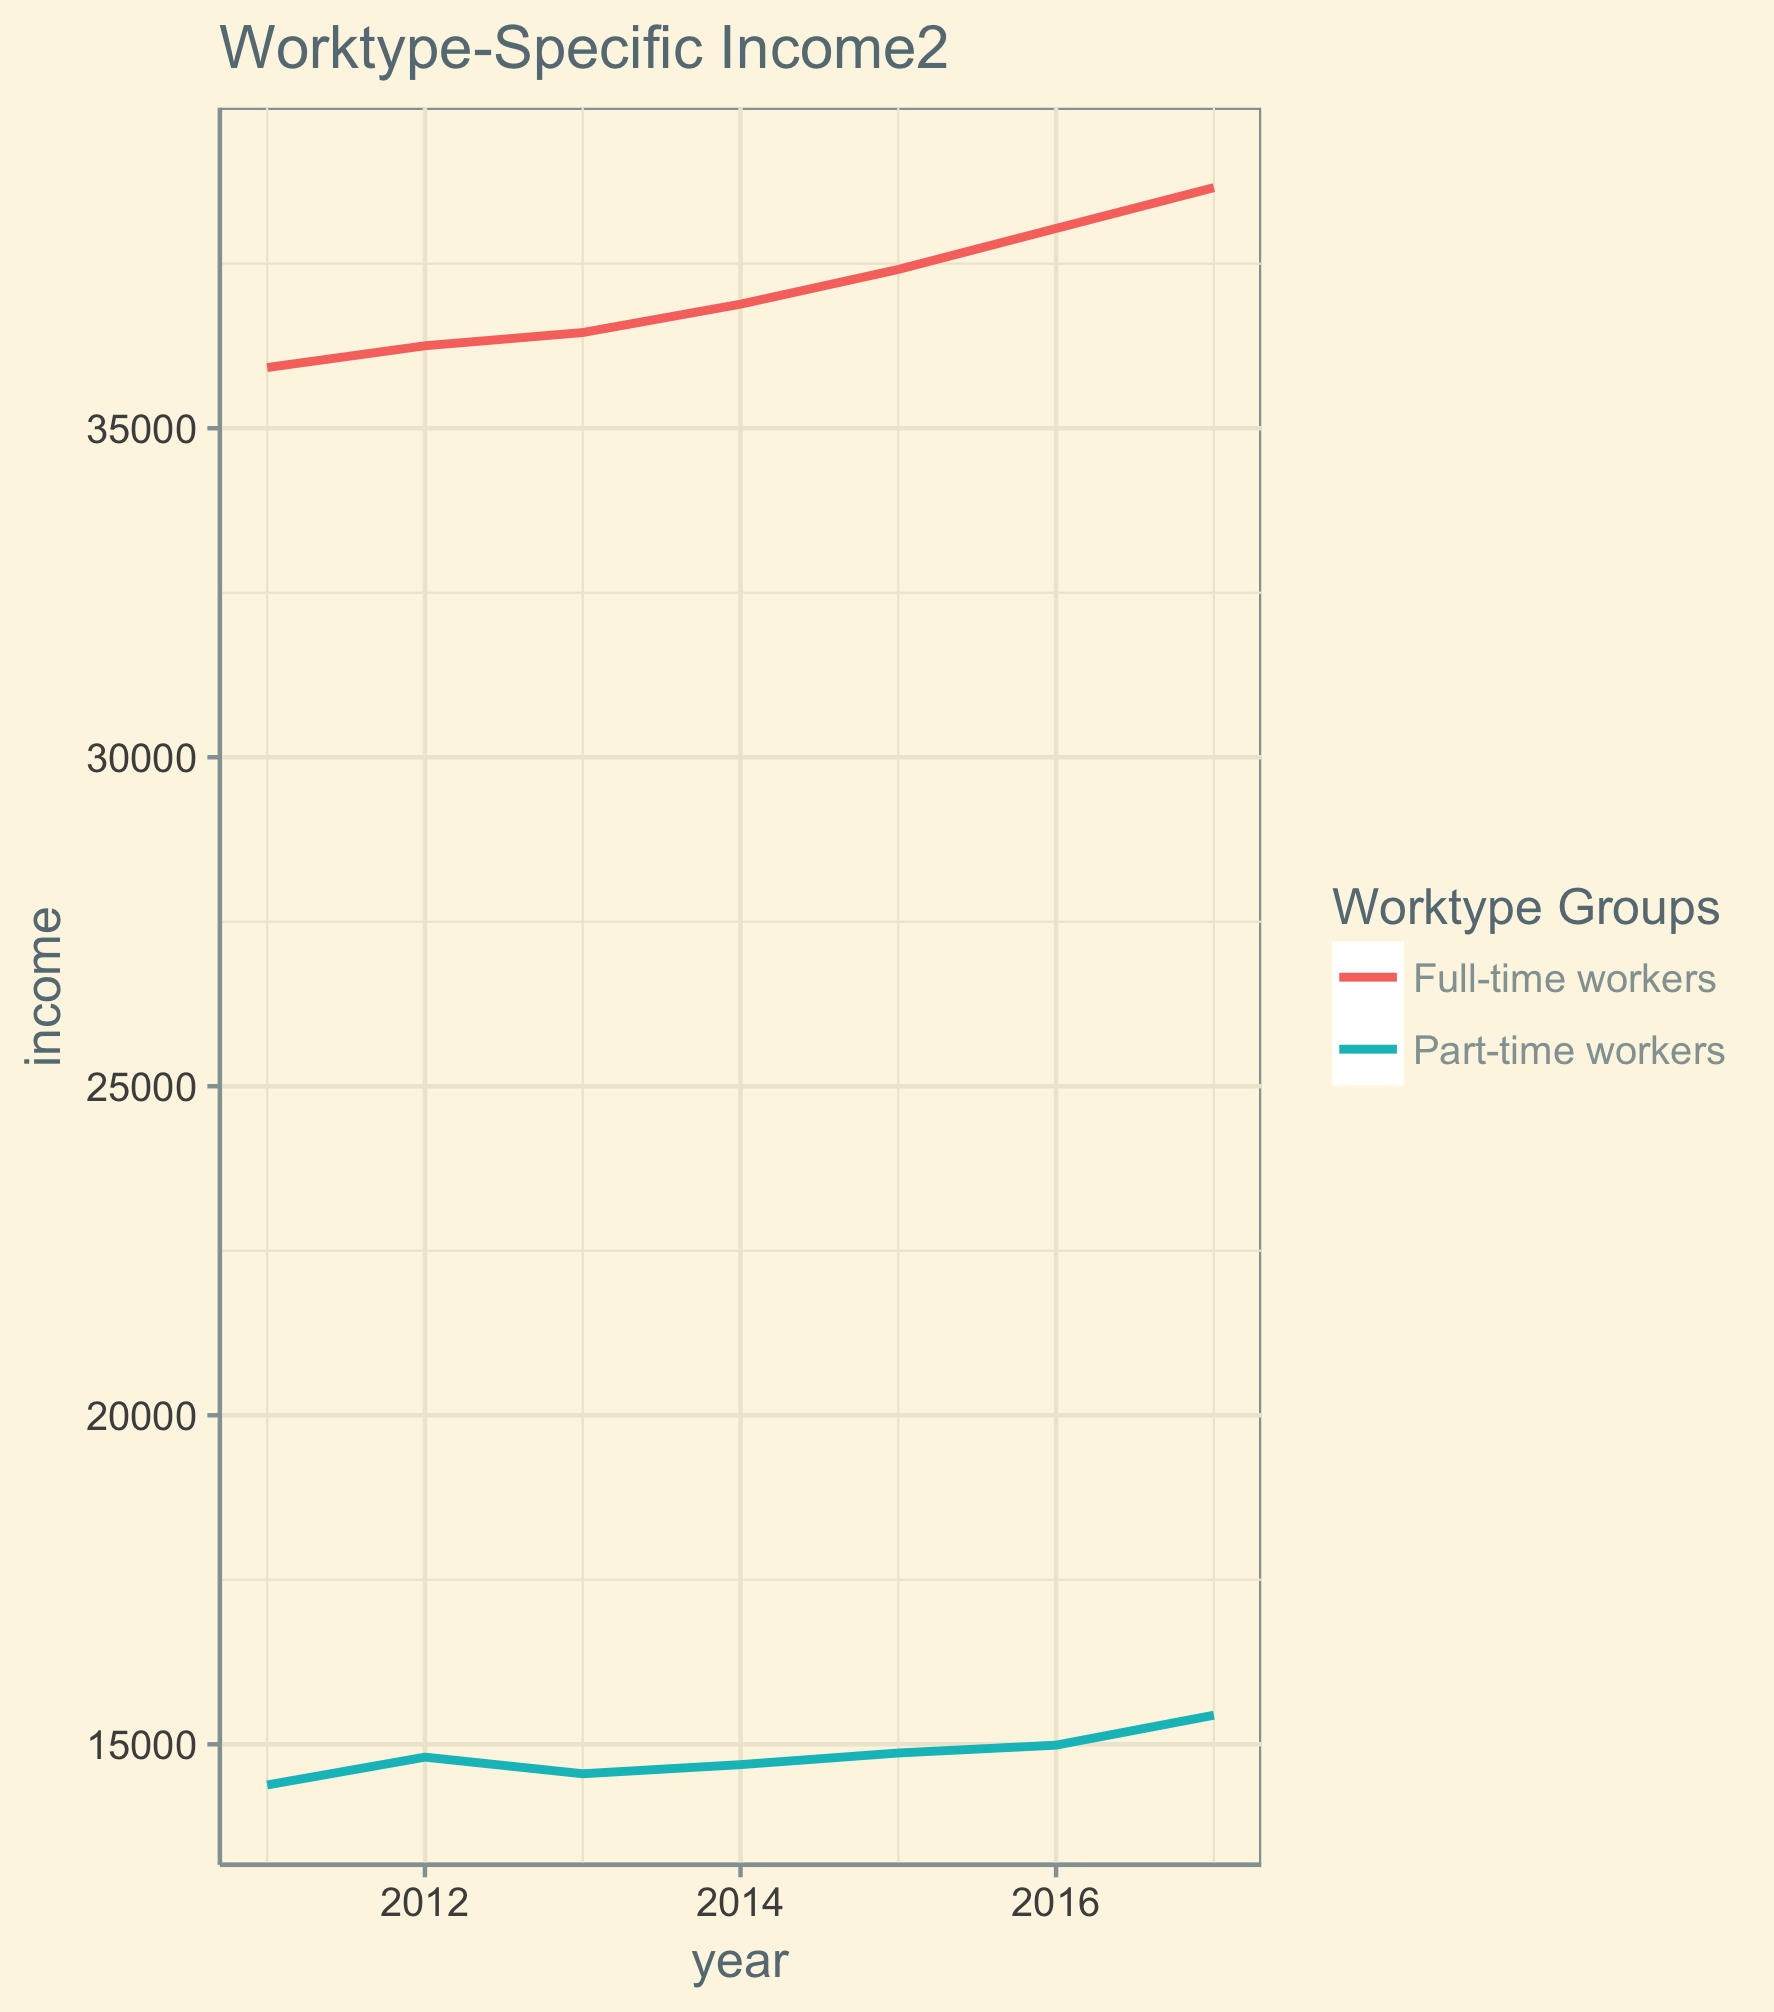 Worktype-Specific Income2
35000
30000
25000
20000
15000
income
2012
2014
2016
year
Worktype Groups
Full-time workers
Part-time workers